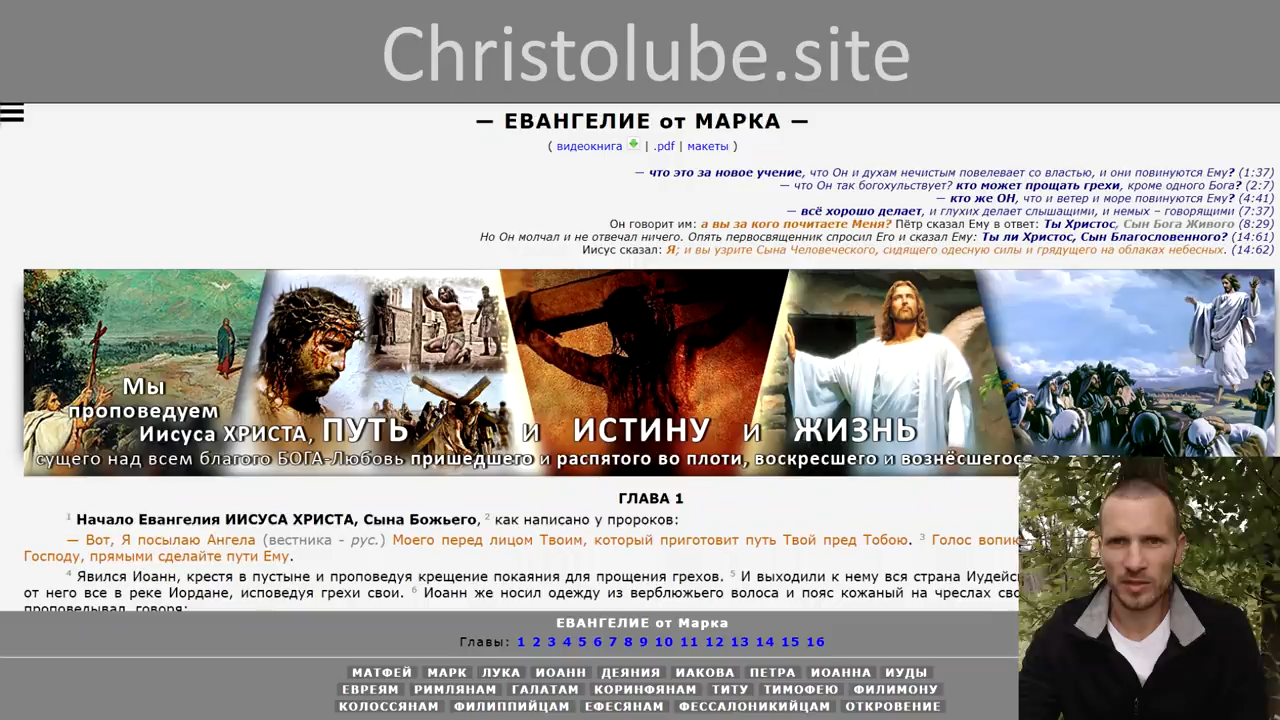 Christolube.site
— ЕВАНГЕЛИЕ от МАРКА —
( видеокнига | .pdf | макеты )
— что это за новое учение, что Он и духам нечистым повелевает со властью, и они повинуются Ему? (1:37)
— что Он так богохульствует? кто может прощать грехи, кроме одного Бога? (2:7)
— кто же ОН, что и ветер и море повинуются Ему? (4:41)
— всё хорошо делает, и глухих делает слышащими, и немых – говорящими (7:37)
Он говорит им: а вы за кого почитаете Меня? Пётр сказал Ему в ответ: Ты Христос, Сын Бога Живого (8:29)
Но Он молчал и не отвечал ничего. Опять первосвященник спросил Его и сказал Ему: Ты ли Христос, Сын Благословенного? (14:61)
Иисус сказал: Я; и вы узрите Сына Человеческого, сидящего одесную силы и грядущего на облаках небесных. (14:62)
Мы
проповедуем
Иисуса ХРИСТА, ПУТЬ и ИСТИНУ и ЖИЗНЬ
сущего над всем благого БОГА-Любовь пришедшего и распятого во плоти, воскресшего и вознёсшегося
ГЛАВА 1
1 Начало Евангелия ИИСУСА ХРИСТА, Сына Божьего, 2 как написано у пророков:
— Вот, Я посылаю Ангела (вестника - рус.) Моего перед лицом Твоим, который приготовит путь Твой пред Тобою. 3 Голос вопию
Господу, прямыми сделайте пути Ему.
4 Явился Иоанн, крестя в пустыне и проповедуя крещение покаяния для прощения грехов. 5 И выходили к нему вся страна Иудейс
от него все в реке Иордане, исповедуя грехи свои. 6 Иоанн же носил одежду из верблюжьего волоса и пояс кожаный на чреслах сво
проповедывал, говоря:
ЕВАНГЕЛИЕ от Марка
Главы: 1 2 3 4 5 6 7 8 9 10 11 12 13 14 15 16
МАТФЕЙ МАРК ЛУКА ИОАНН ДЕЯНИЯ ИАКОВА ПЕТРА ИОАННА ИУДЫ
ЕВРЕЯМ РИМЛЯНАМ ГАЛАТАМ КОРИНФЯНАМ ТИТУ ТИМОФЕЮ ФИЛИМОНУ
КОЛОССЯНАМ ФИЛИППИЙЦАМ ЕФЕСЯНАМ ФЕССАЛОНИКИЙЦАМ ОТКРОВЕНИЕ